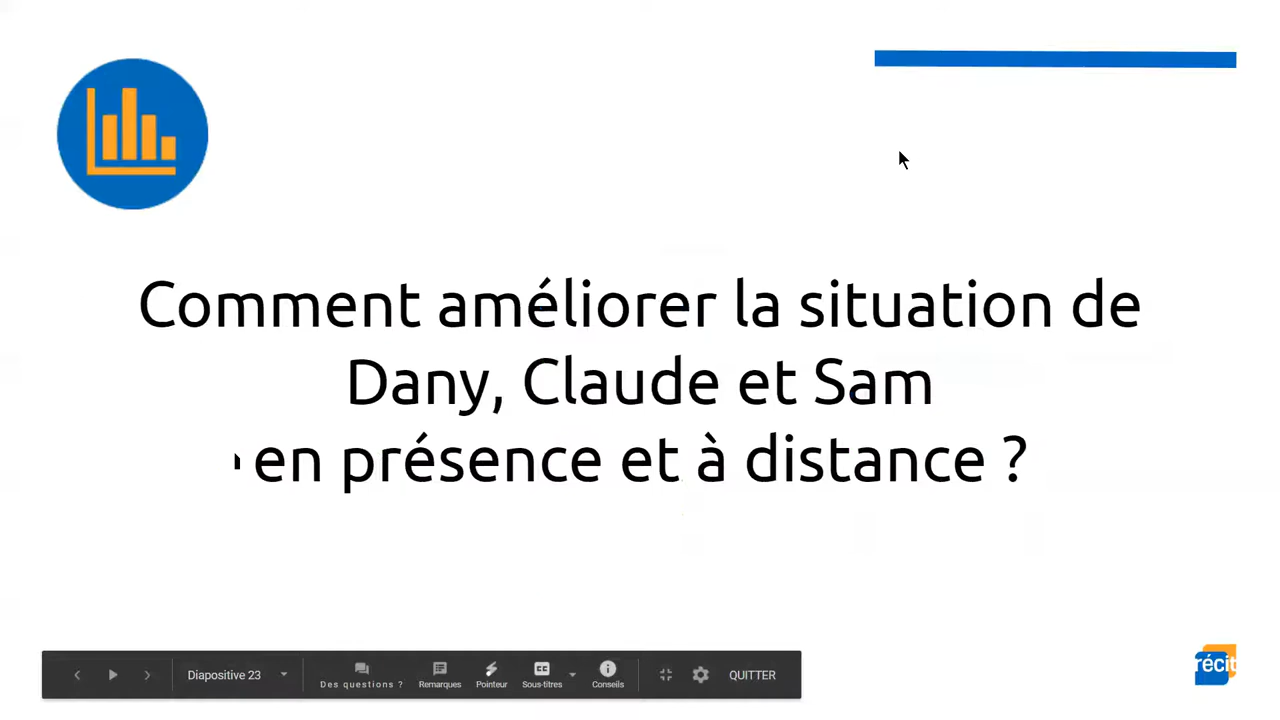 Comment améliorer la situation de
Dany, Claude et Sam
en présence et à distance ?
Diapositive 23
Des questions ?
Remarques
Pointeur
CC
Sous-titres
Conseils
QUITTER
récit